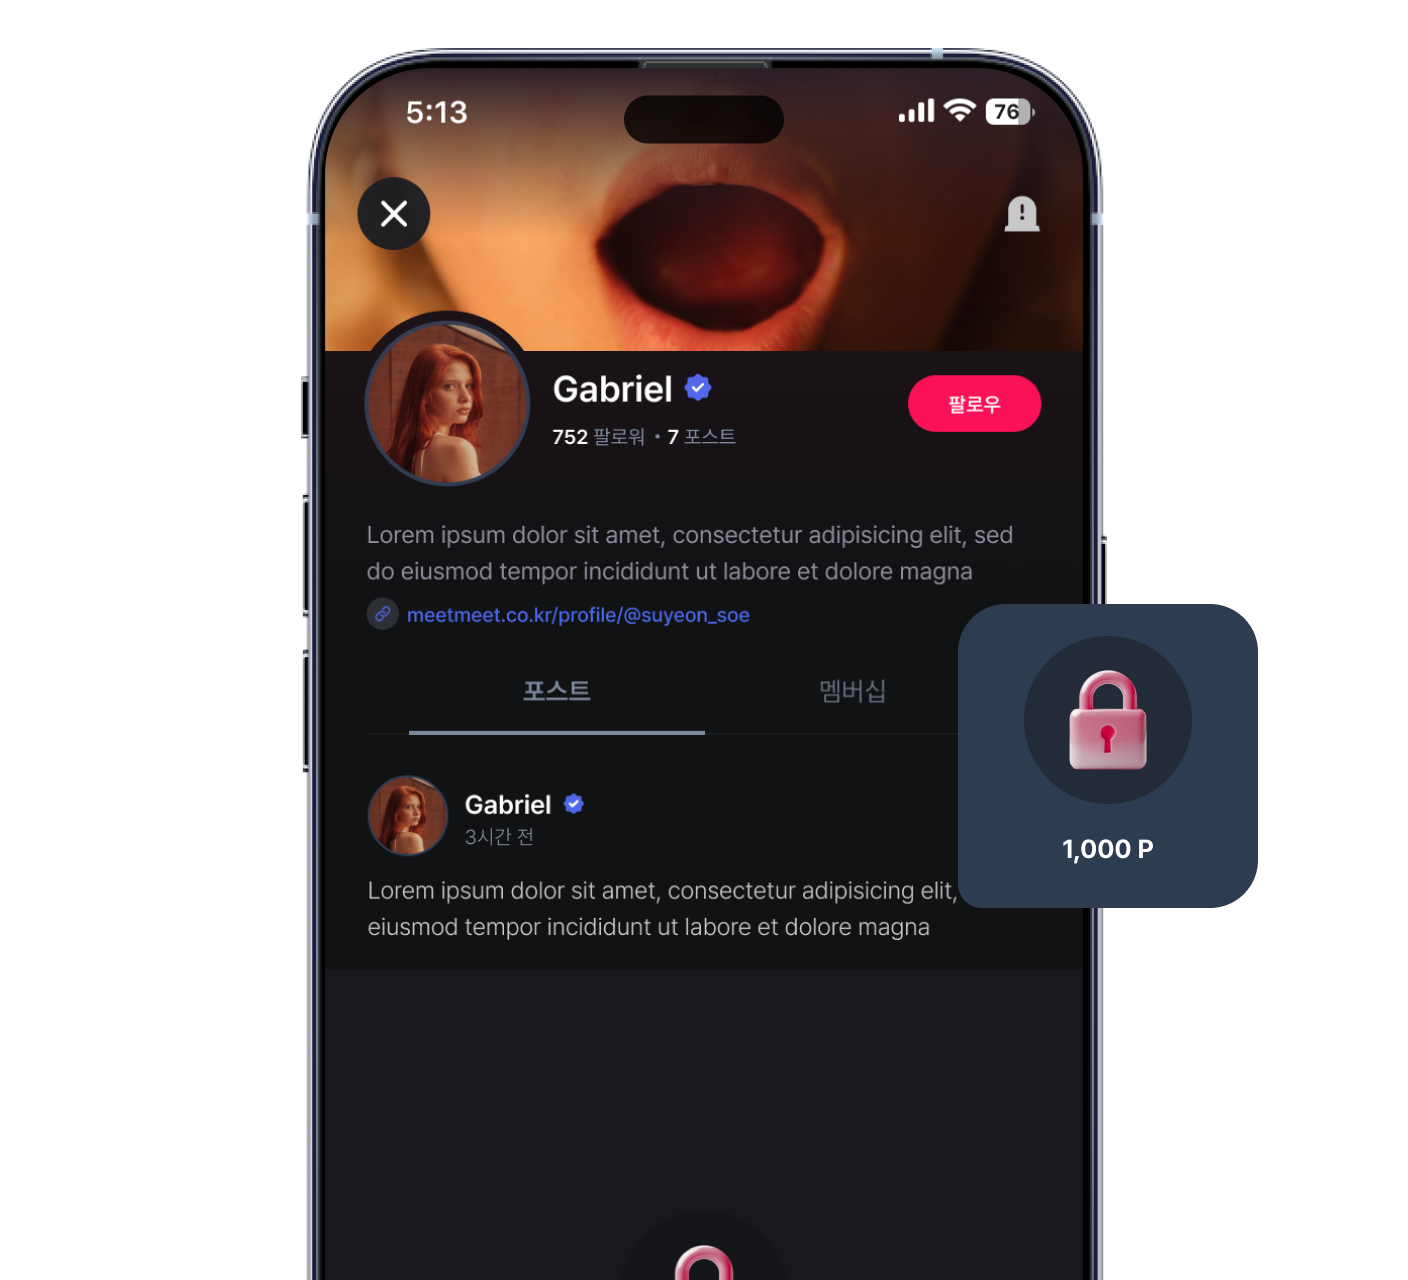 5:13
76
Gabriel
팔로우
752 팔로워 • 7 포스트
Lorem ipsum dolor sit amet, consectetur adipisicing elit, sed
do eiusmod tempor incididunt ut labore et dolore magna
meetmeet.co.kr/profile/@suyeon_soe
포스트
멤버십
Gabriel
3시간 전
1,000 P
Lorem ipsum dolor sit amet, consectetur adipisicing elit,
eiusmod tempor incididunt ut labore et dolore magna